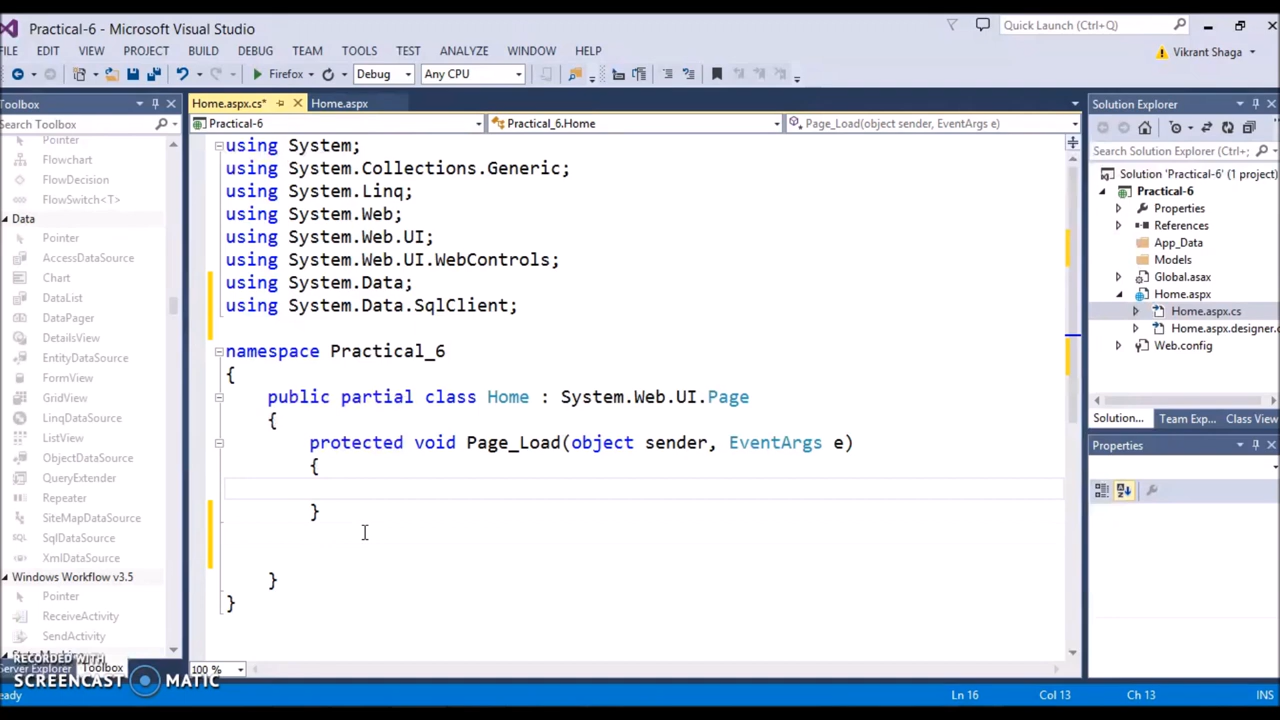 Practical-6 - Microsoft Visual Studio
Quick Launch (Ctrl+Q)
FILE EDIT VIEW PROJECT BUILD DEBUG TEAM TOOLS TEST ANALYZE WINDOW HELP
Vikrant Shaga
Firefox Debug Any CPU
Toolbox
Search Toolbox
Pointer
Flowchart
FlowDecision
FlowSwitch<T>
Data
Pointer
AccessDataSource
Chart
DataList
DataPager
DetailsView
EntityDataSource
FormView
GridView
LinqDataSource
ListView
ObjectDataSource
QueryExtender
Repeater
SiteMapDataSource
SqlDataSource
XmlDataSource
Windows Workflow v3.5
Pointer
ReceiveActivity
SendActivity
Server Explorer Toolbox
RECORDED WITH
SCREENCAST MATIC
Home.aspx.cs* Home.aspx
Practical-6 Practical_6.Home Page_Load(object sender, EventArgs e)
using System;
using System.Collections.Generic;
using System.Linq;
using System.Web;
using System.Web.UI;
using System.Web.UI.WebControls;
using System.Data;
using System.Data.SqlClient;
namespace Practical_6
{
public partial class Home : System.Web.UI.Page
{
protected void Page_Load(object sender, EventArgs e)
{
}
}
}
100 %
Solution Explorer
Search Solution Explorer (Ctrl+;
Solution 'Practical-6' (1 project)
Practical-6
Properties
References
App_Data
Models
Global.asax
Home.aspx
Home.aspx.cs
Home.aspx.designer.c
Web.config
Solution... Team Exp... Class View
Properties
eady Ln 16 Col 13 Ch 13 INS